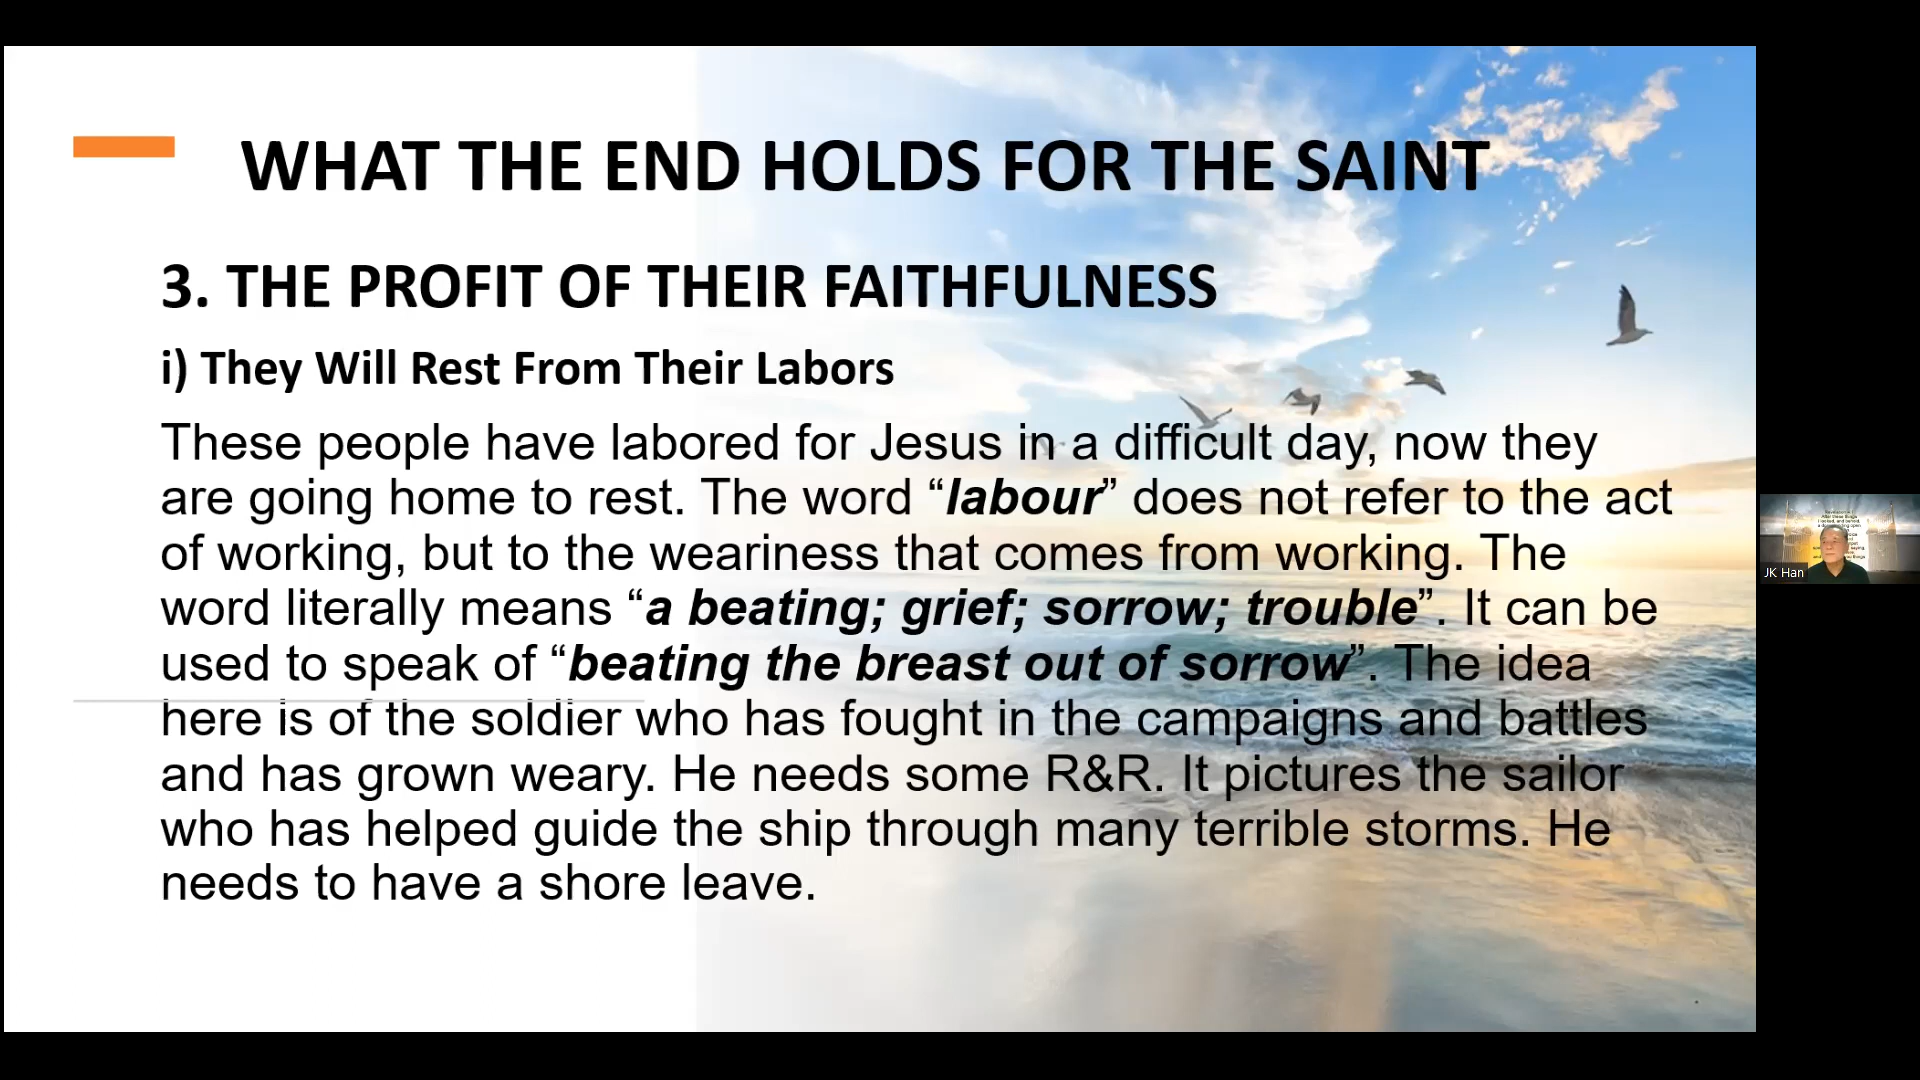 WHAT THE END HOLDS FOR THE SAINT
3. THE PROFIT OF THEIR FAITHFULNESS
i) They Will Rest From Their Labors
These people have labored for Jesus in a difficult day, now they
are going home to rest. The word “labour” does not refer to the act
of working, but to the weariness that comes from working. The
word literally means “a beating; grief; sorrow; trouble”. It can be
used to speak of “beating the breast out of sorrow”. The idea
here is of the soldier who has fought in the campaigns and battles
and has grown weary. He needs some R&R. It pictures the sailor
who has helped guide the ship through many terrible storms. He
needs to have a shore leave.
JK Han